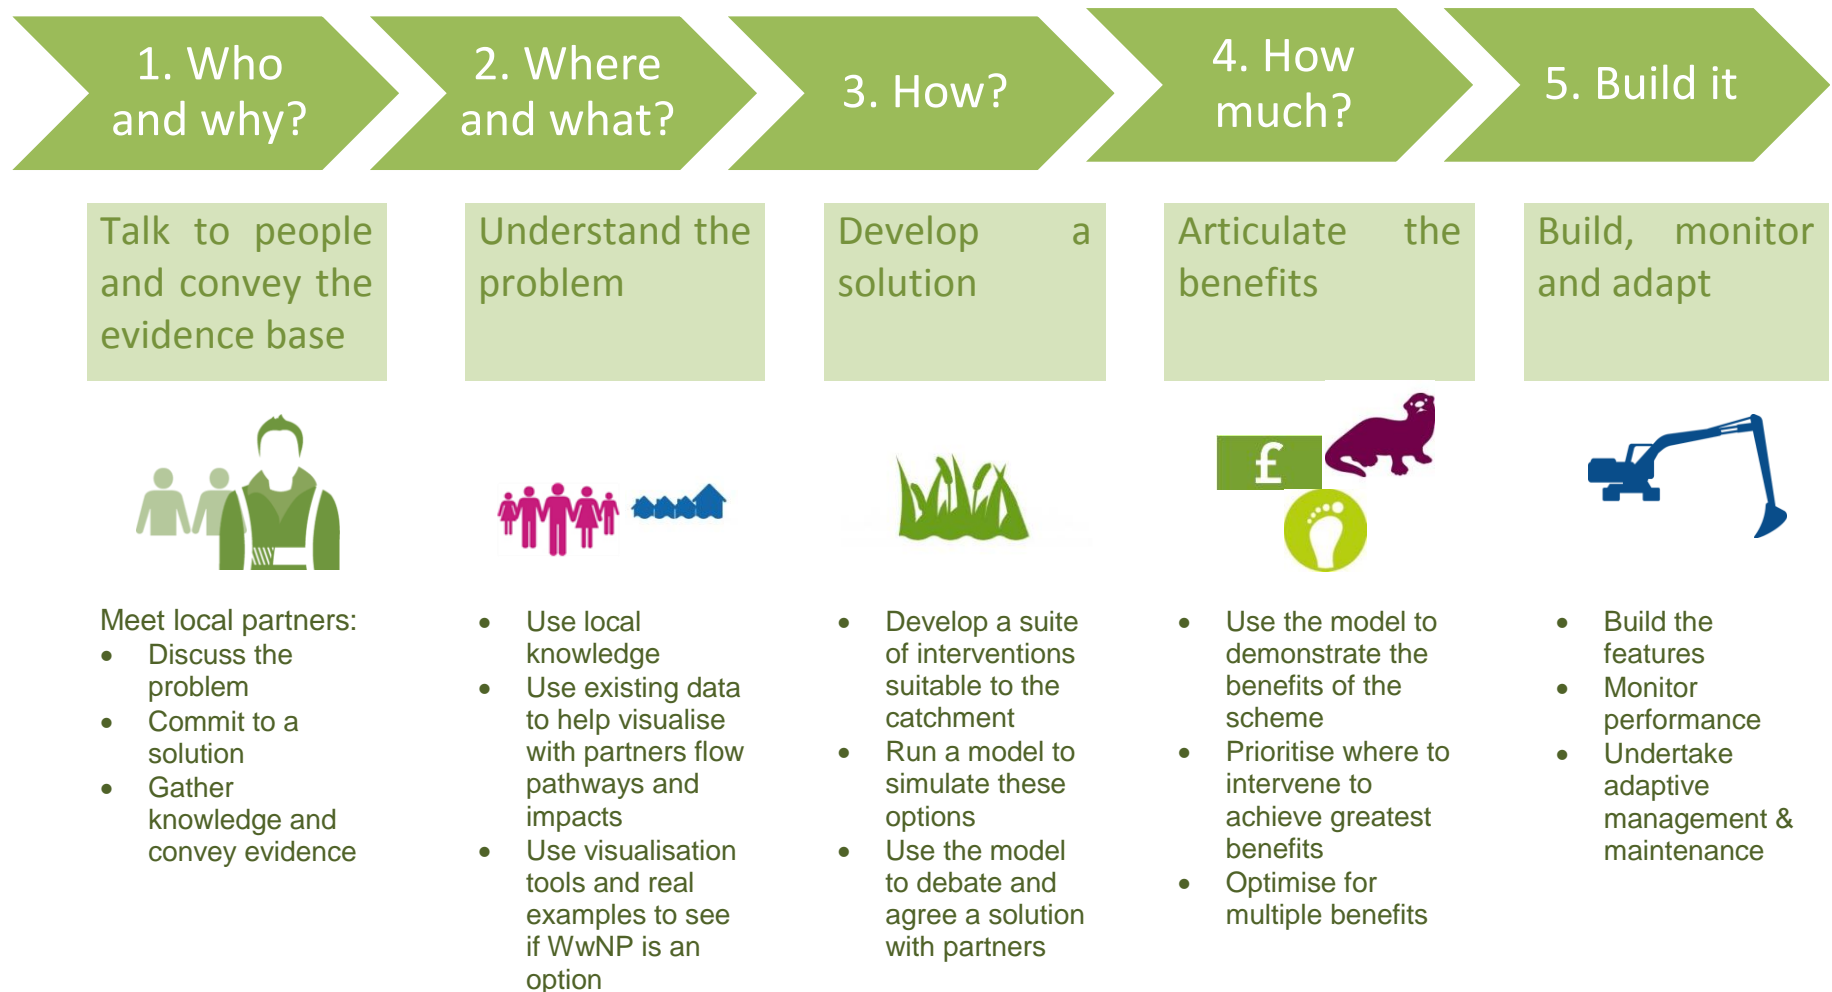 1. Who
and why?
2. Where
and what?
3. How?
4. How
much?
5. Build it
Talk to people
and convey the
evidence base
Understand the
problem
Develop a
solution
Articulate the
benefits
Build, monitor
and adapt
£
Meet local partners:
• Discuss the
problem
• Commit to a
solution
• Gather
knowledge and
convey evidence
• Use local
knowledge
• Use existing data
to help visualise
with partners flow
pathways and
impacts
• Use visualisation
tools and real
examples to see
if WwNP is an
option
• Develop a suite
of interventions
suitable to the
catchment
• Run a model to
simulate these
options
• Use the model
to debate and
agree a solution
with partners
• Use the model to
demonstrate the
benefits of the
scheme
• Prioritise where to
intervene to
achieve greatest
benefits
• Optimise for
multiple benefits
• Build the
features
• Monitor
performance
• Undertake
adaptive
management &
maintenance